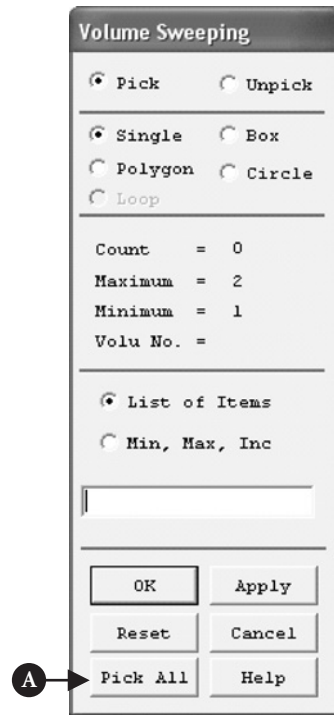 Volume Sweeping
Pick Unpick
Single Box
Polygon Circle
Loop
Count = 0
Maximum = 2
Minimum = 1
Volu No. =
List of Items
Min, Max, Inc
OK Apply
Reset Cancel
A Pick All Help